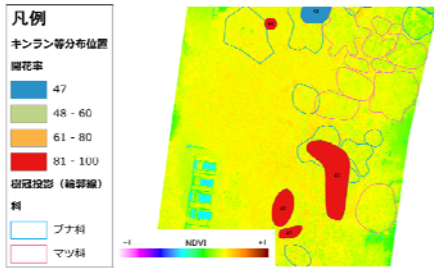 凡例
キンラン等分布位置
開花率
47
48 - 60
61 - 80
81 - 100
樹冠投影（輪郭線）
科
ブナ科
マツ科
-1 NDVI +1